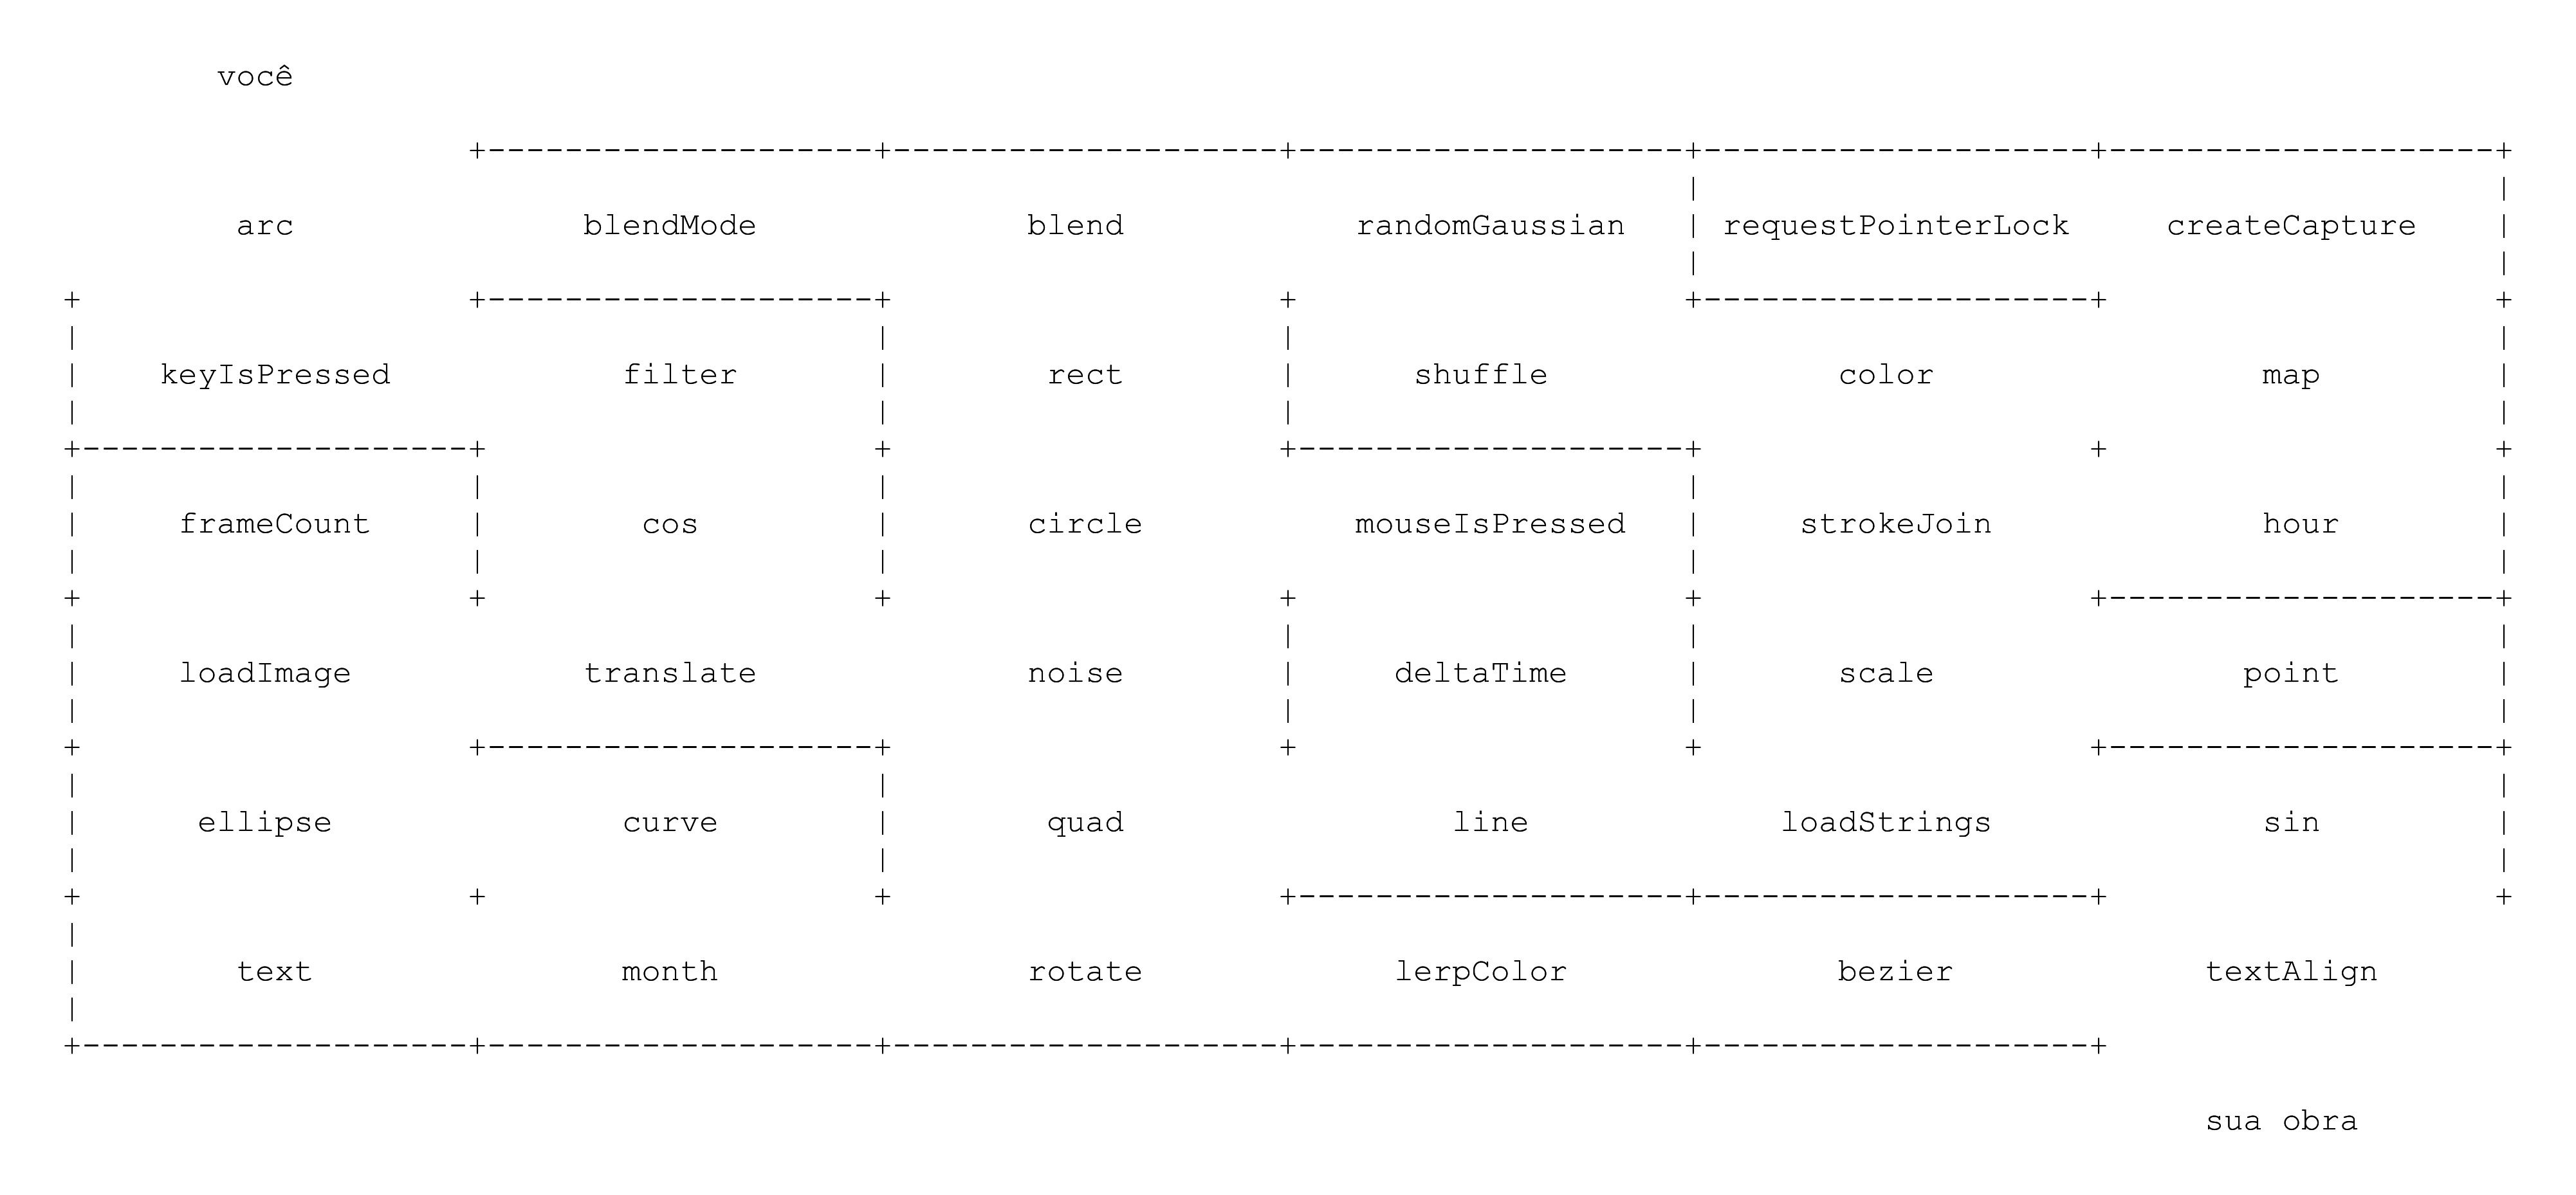 você
arc blendMode blend randomGaussian requestPointerLock createCapture
keyIsPressed filter rect shuffle color map
frameCount cos circle mouseIsPressed strokeJoin hour
loadImage translate noise deltaTime scale point
ellipse curve quad line loadStrings sin
text month rotate lerpColor bezier textAlign
sua obra